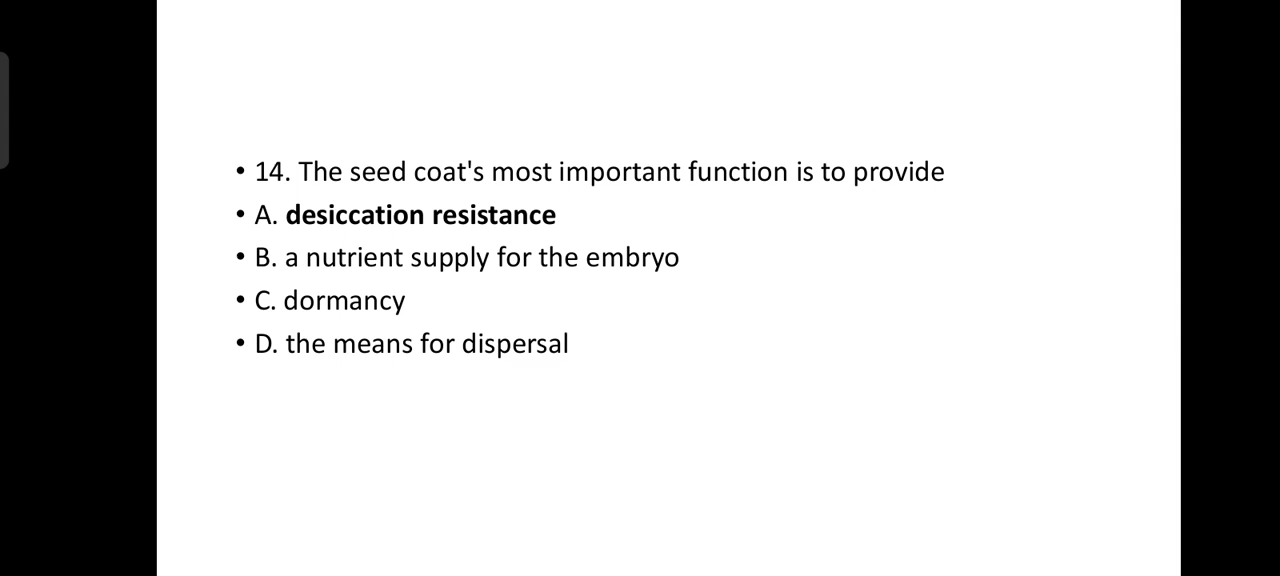 • 14. The seed coat's most important function is to provide
• A. desiccation resistance
• B. a nutrient supply for the embryo
• C. dormancy
• D. the means for dispersal